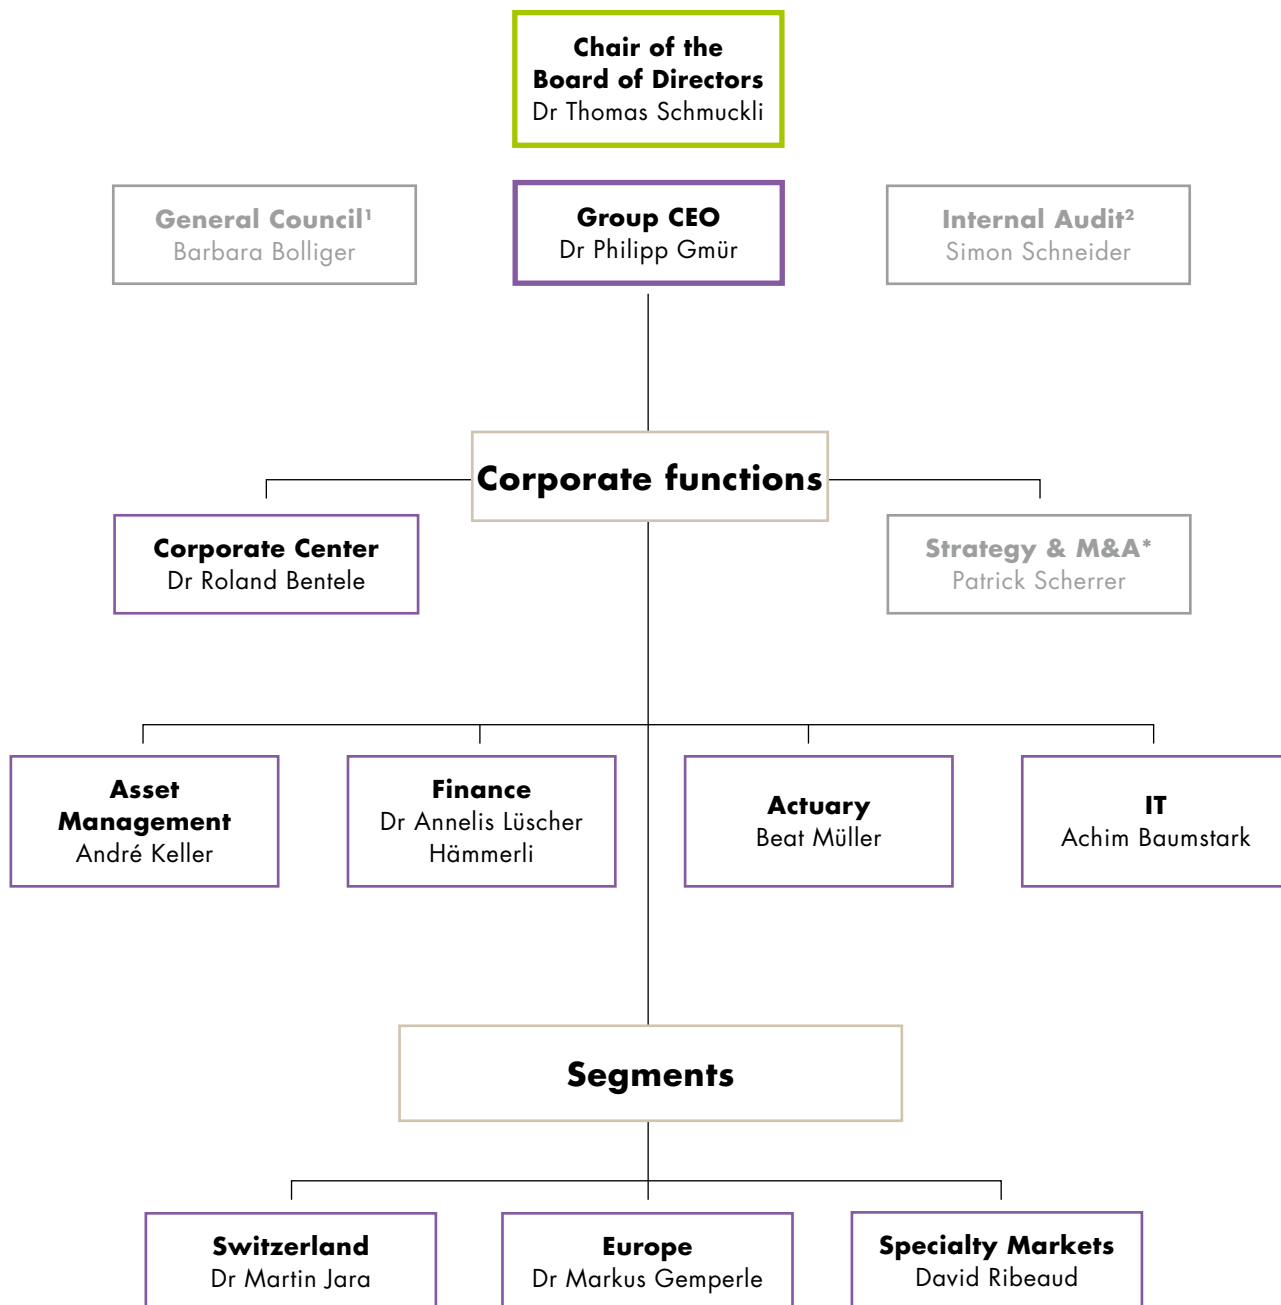 Chair of the
Board of Directors
Dr Thomas Schmuckli
General Council¹
Barbara Bolliger
Group CEO
Dr Philipp Gmür
Internal Audit²
Simon Schneider
Corporate functions
Corporate Center
Dr Roland Bentele
Strategy & M&A*
Patrick Scherrer
Asset
Management
André Keller
Finance
Dr Annelis Lüscher
Hämmerli
Actuary
Beat Müller
IT
Achim Baumstark
Segments
Switzerland
Dr Martin Jara
Europe
Dr Markus Gemperle
Specialty Markets
David Ribeaud